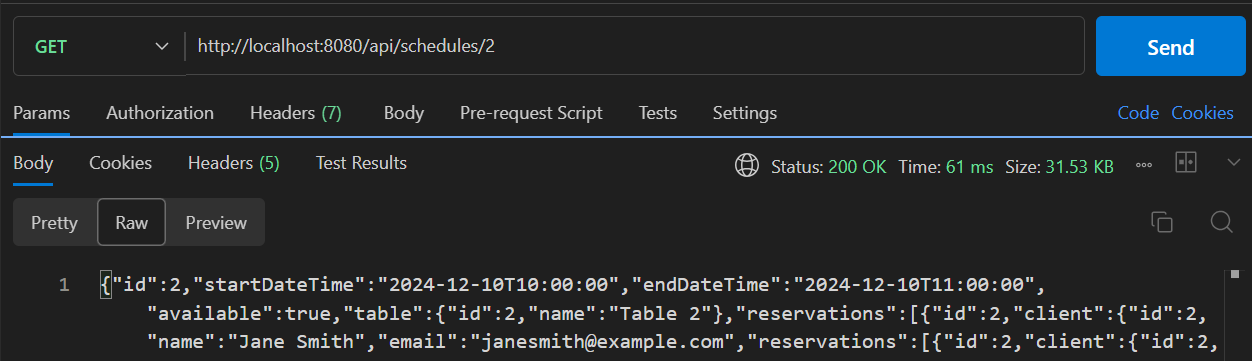 GET http://localhost:8080/api/schedules/2 Send
Params Authorization Headers (7) Body Pre-request Script Tests Settings Code Cookies
Body Cookies Headers (5) Test Results Status: 200 OK Time: 61 ms Size: 31.53 KB
Pretty Raw Preview
1 {"id":2,"startDateTime":"2024-12-10T10:00:00","endDateTime":"2024-12-10T11:00:00",
"available":true,"table":{"id":2,"name":"Table 2"},"reservations":[{"id":2,"client":{"id":2,
"name":"Jane Smith","email":"janesmith@example.com","reservations":[{"id":2,"client":{"id":2,